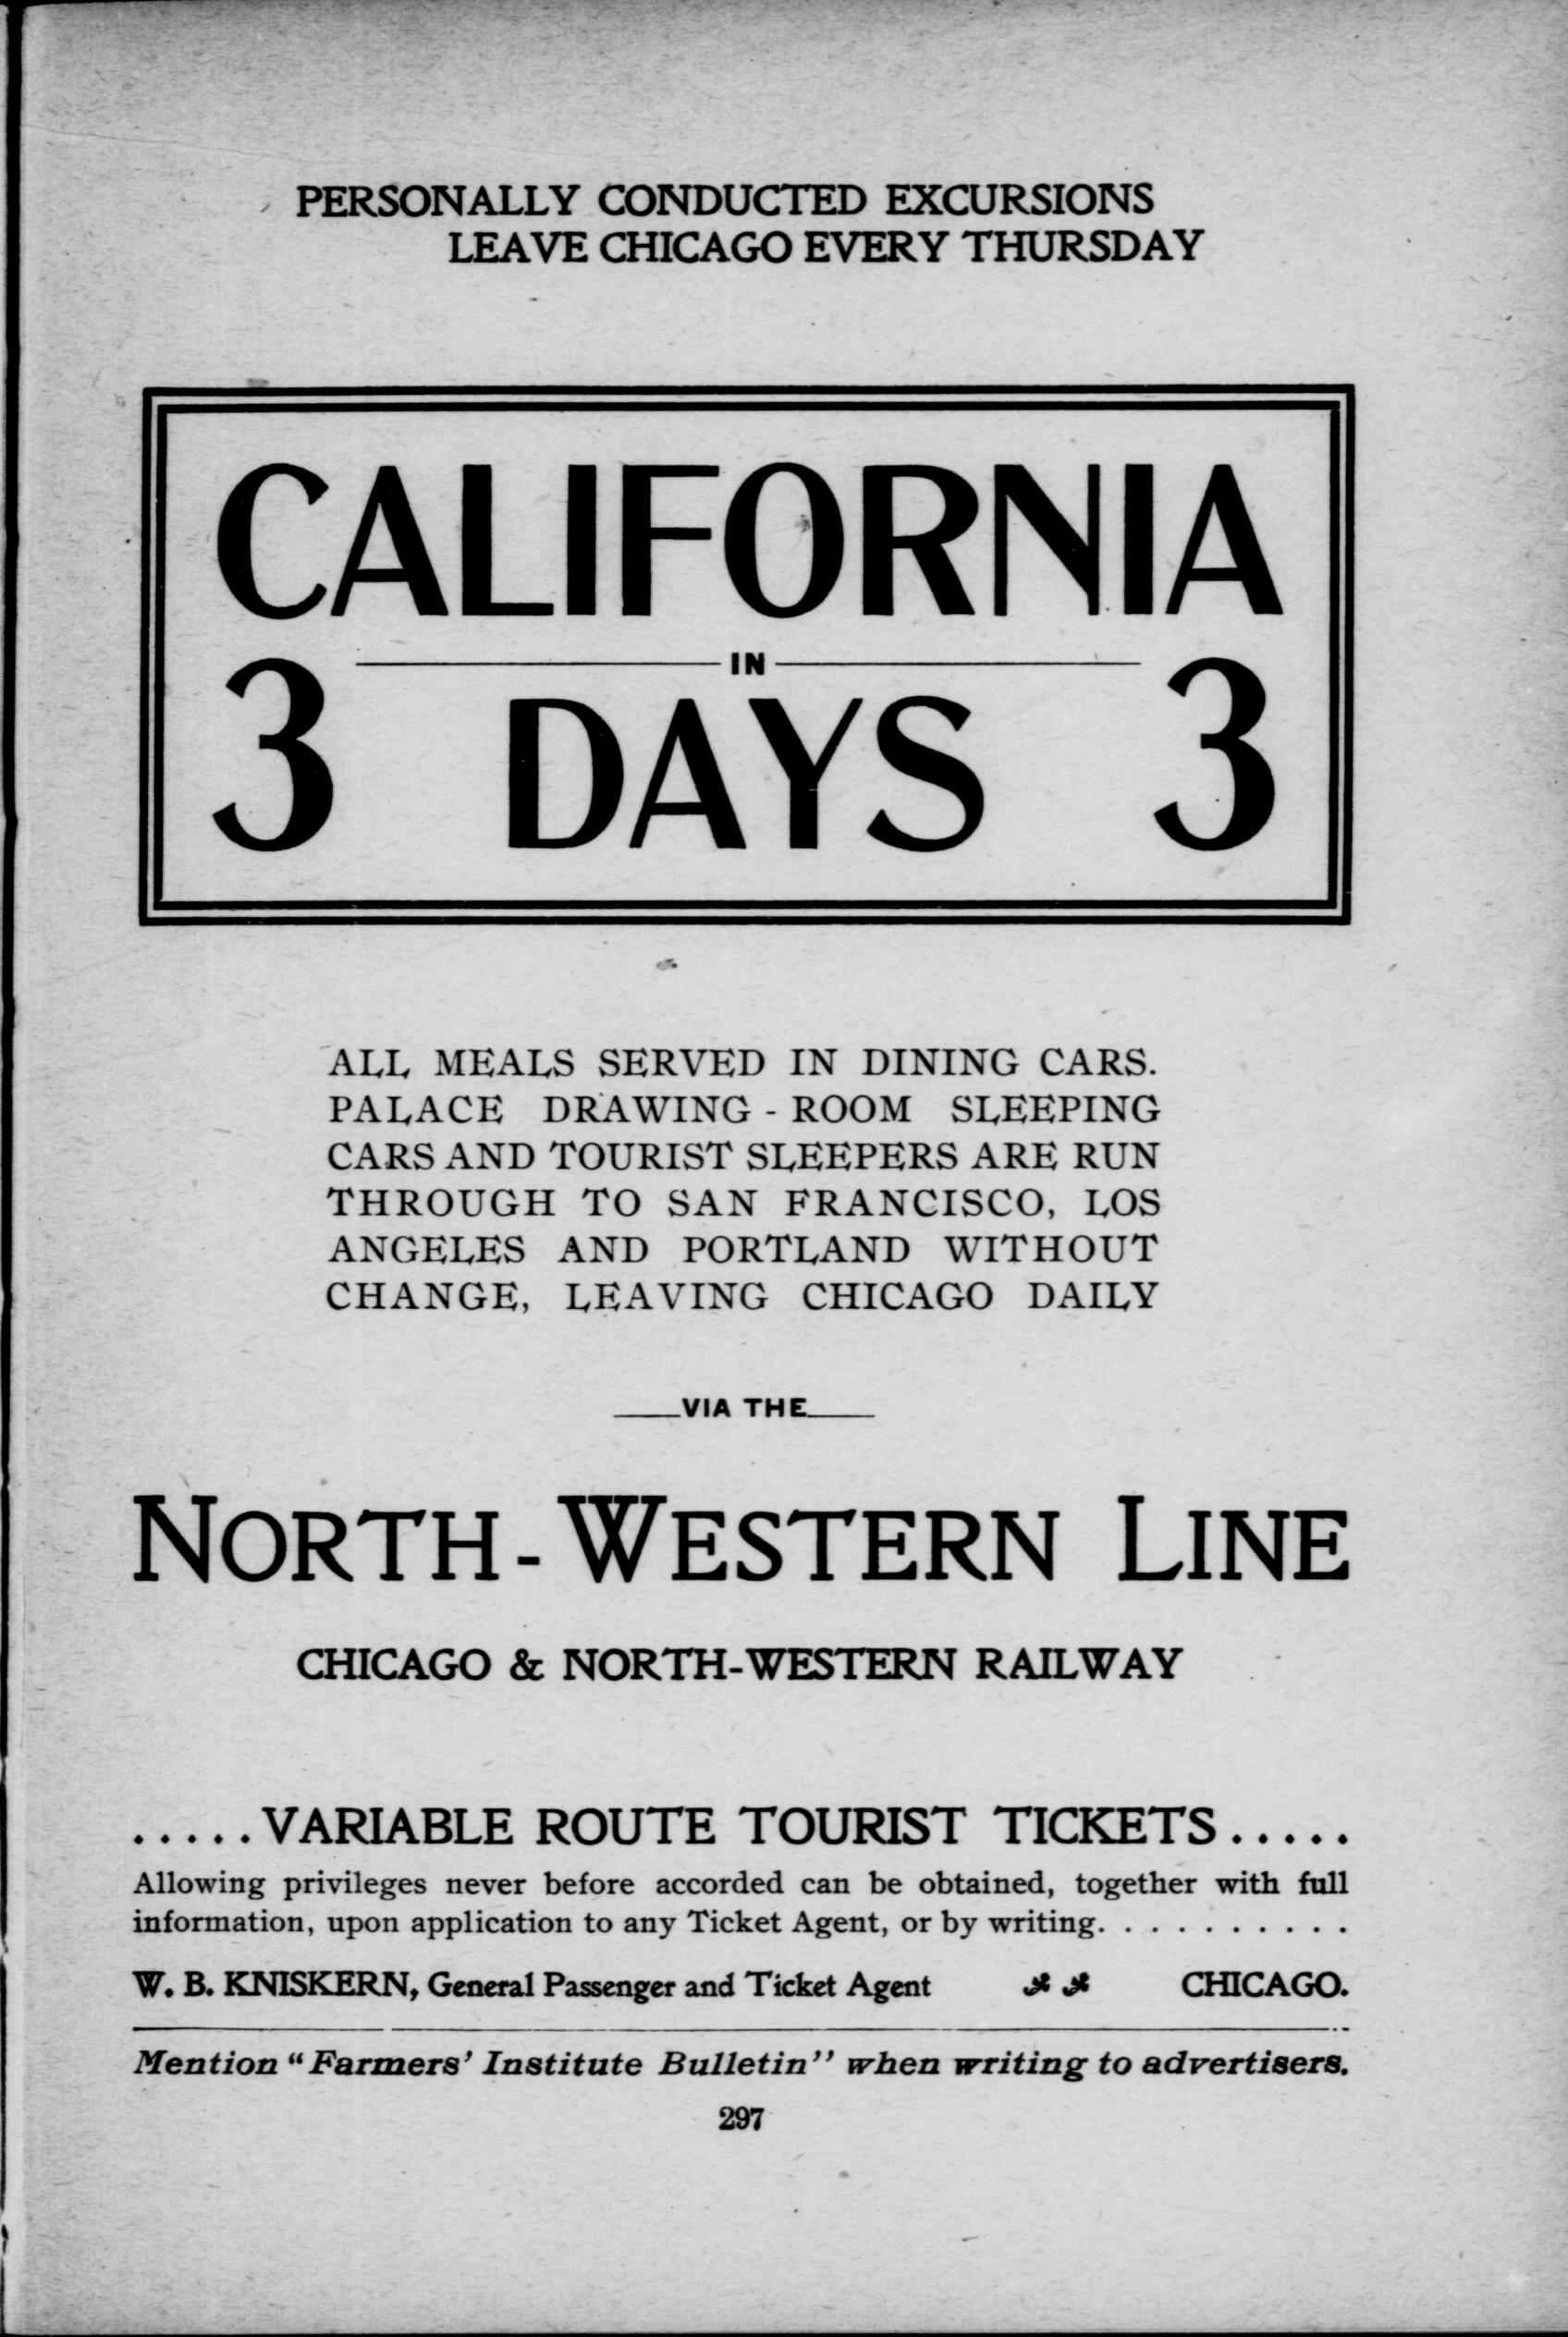 PERSONALLY CONDUCTED EXCURSIONS
LEAVE CHICAGO EVERY THURSDAY
CALIFORNIA
IN
3 DAYS 3
ALL MEALS SERVED IN DINING CARS.
PALACE DRAWING-ROOM SLEEPING
CARS AND TOURIST SLEEPERS ARE RUN
THROUGH TO SAN FRANCISCO, LOS
ANGELES AND PORTLAND WITHOUT
CHANGE, LEAVING CHICAGO DAILY
VIA THE
NORTH-WESTERN LINE
CHICAGO & NORTH-WESTERN RAILWAY
.....VARIABLE ROUTE TOURIST TICKETS.....
Allowing privileges never before accorded can be obtained, together with full
information, upon application to any Ticket Agent, or by writing. . . . . . . . . .
W. B. KNISKERN, General Passenger and Ticket Agent CHICAGO.
Mention "Farmers' Institute Bulletin" when writing to advertisers.
297